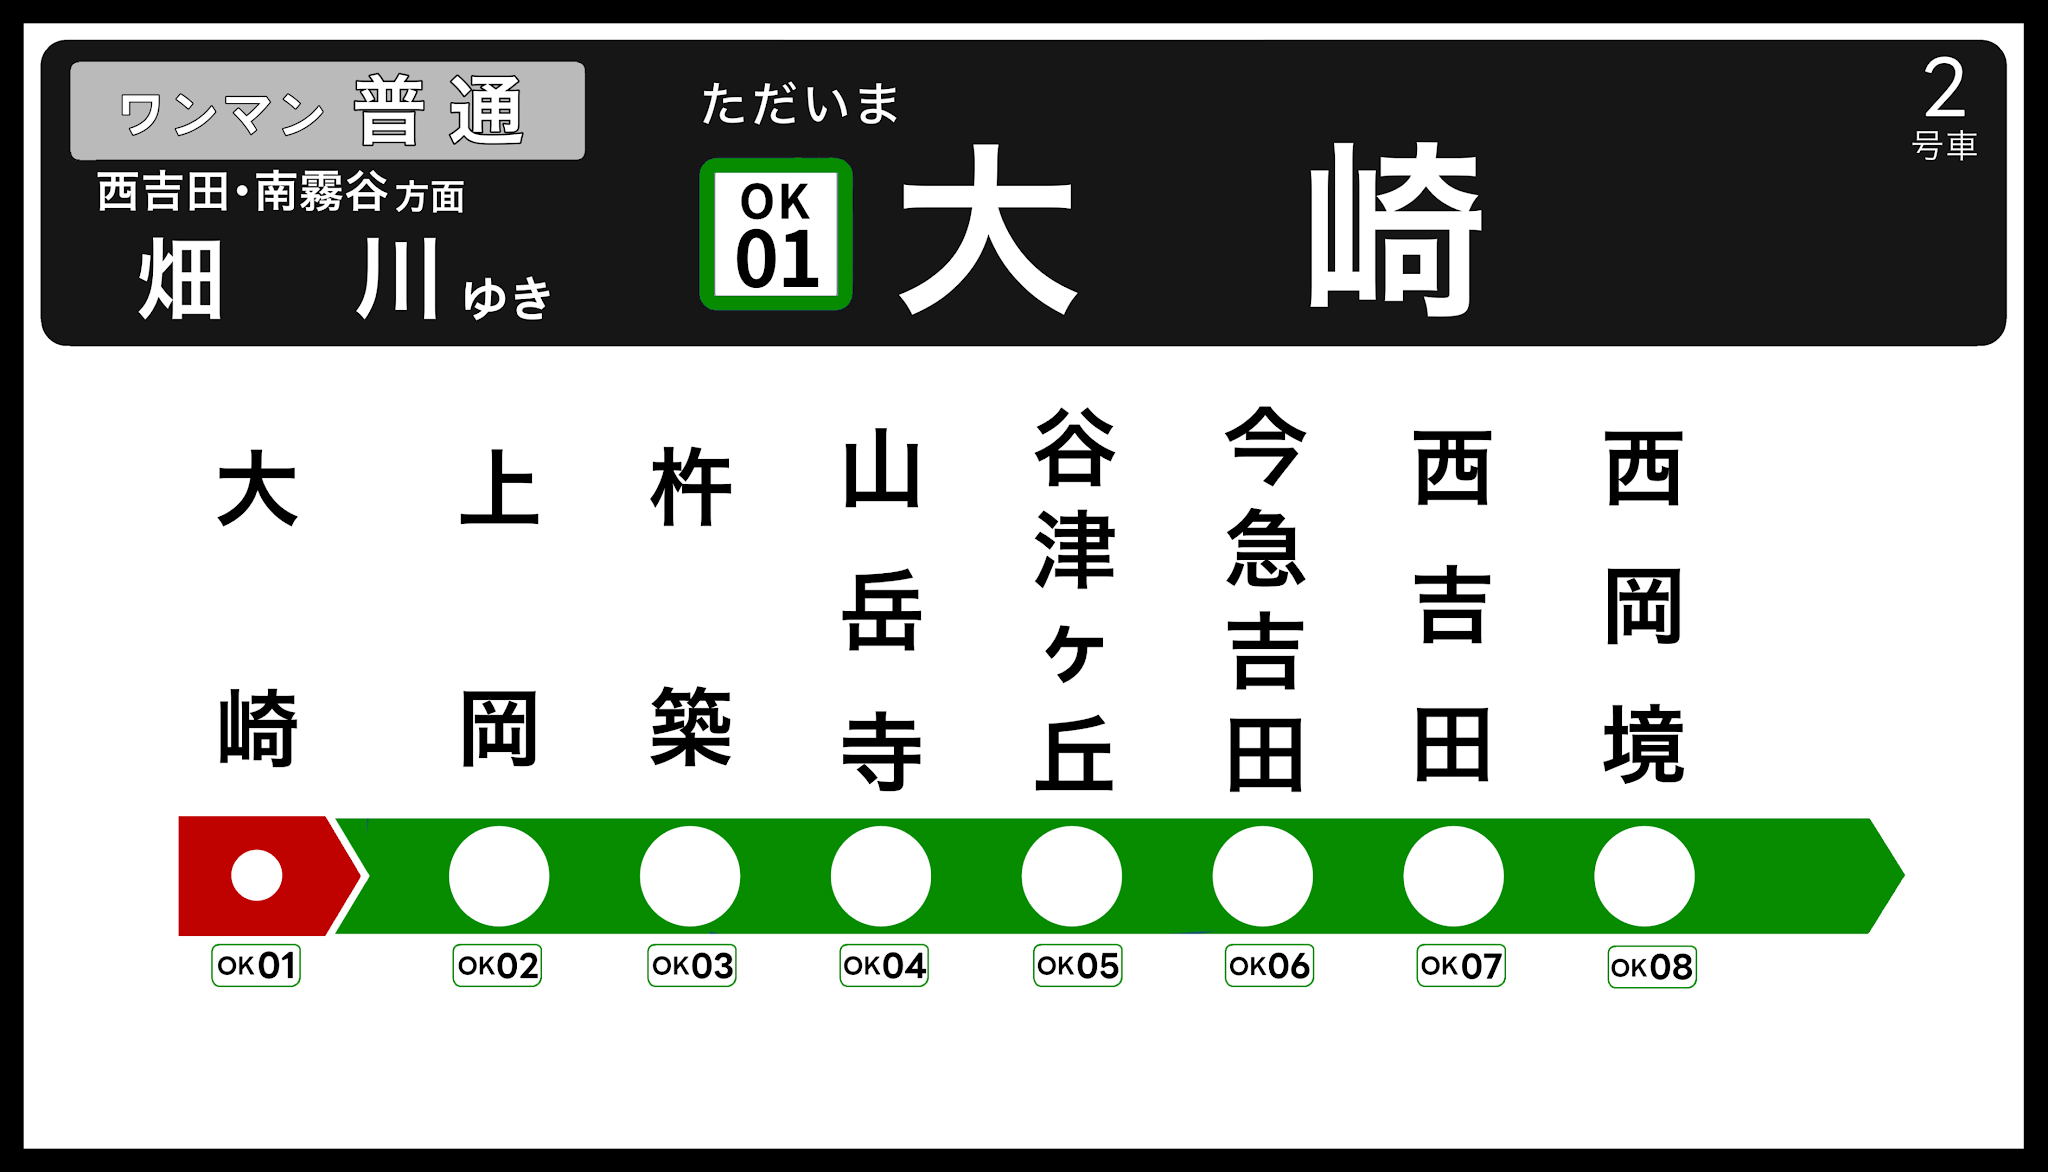 ワンマン 普通
西吉田・南霧谷方面
畑川ゆき
ただいま
OK
01
大崎
2
号車
大崎
上岡
杵築
山岳寺
谷津ヶ丘
今急吉田
西吉田
西岡境
OK01
OK02
OK03
OK04
OK05
OK06
OK07
OK08